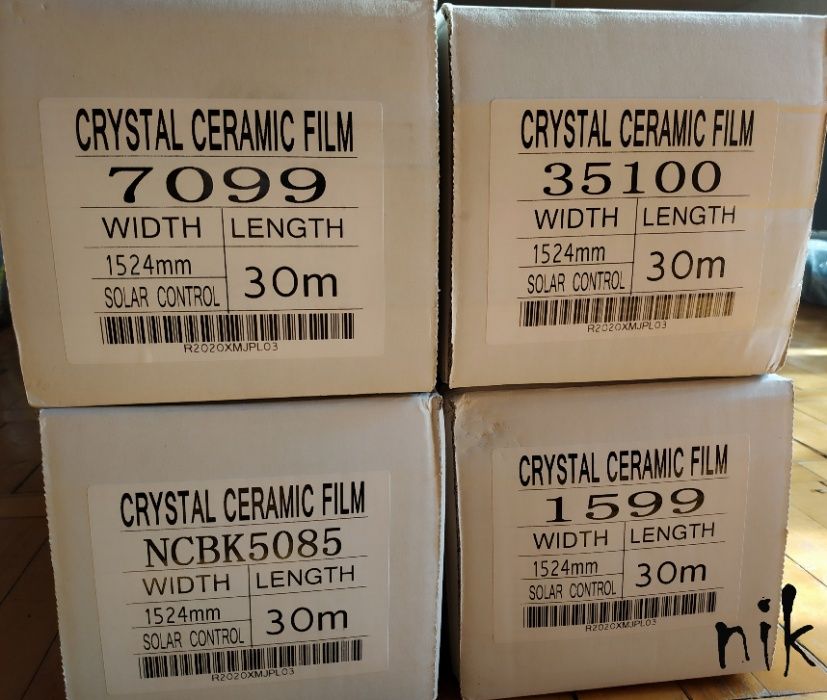 CRYSTAL CERAMIC FILM
7099
WIDTH LENGTH
1524mm
SOLAR CONTROL
30m
R2020XMJPL03
CRYSTAL CERAMIC FILM
35100
WIDTH LENGTH
1524mm
SOLAR CONTROL
30m
R2020XMJPL03
CRYSTAL CERAMIC FILM
NCBK5085
WIDTH LENGTH
1524mm
SOLAR CONTROL
30m
R2020XMJPL03
CRYSTAL CERAMIC FILM
1599
WIDTH LENGTH
1524mm
SOLAR CONTROL
30m
R2020XMJPL03
nik